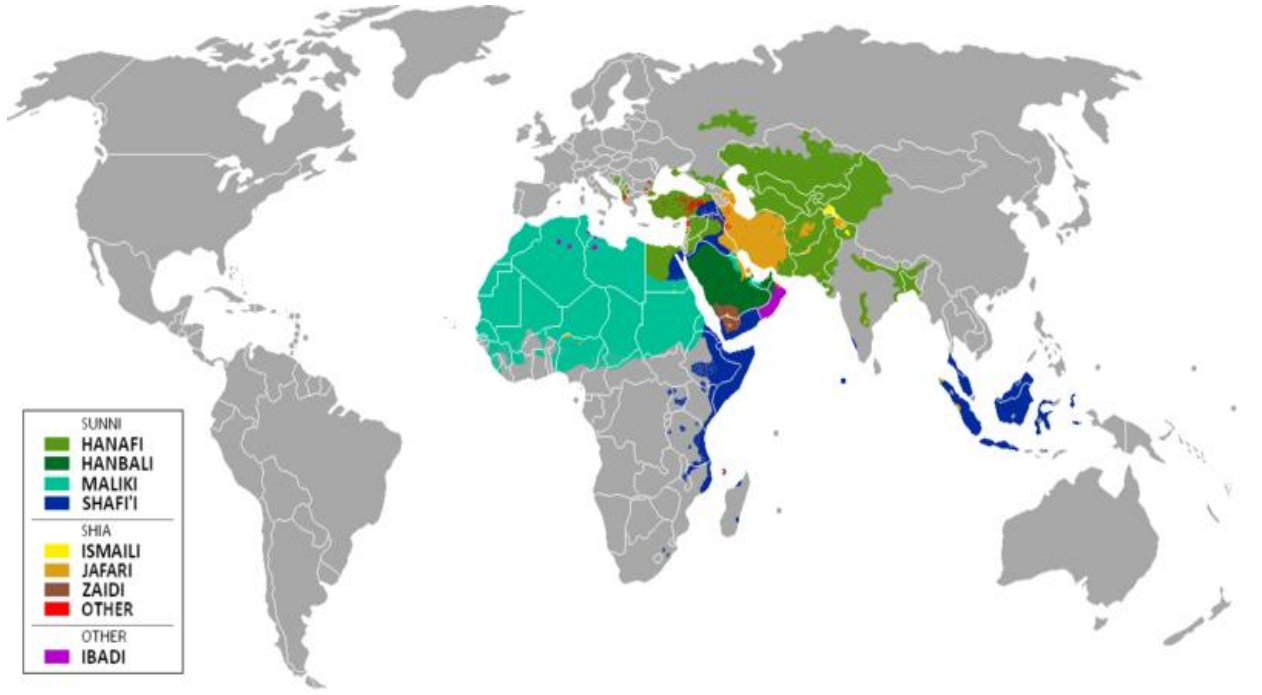 SUNNI
HANAFI
HANBALI
MALIKI
SHAFI'I
SHIA
ISMAILI
JAFARI
ZAIDI
OTHER
OTHER
IBADI